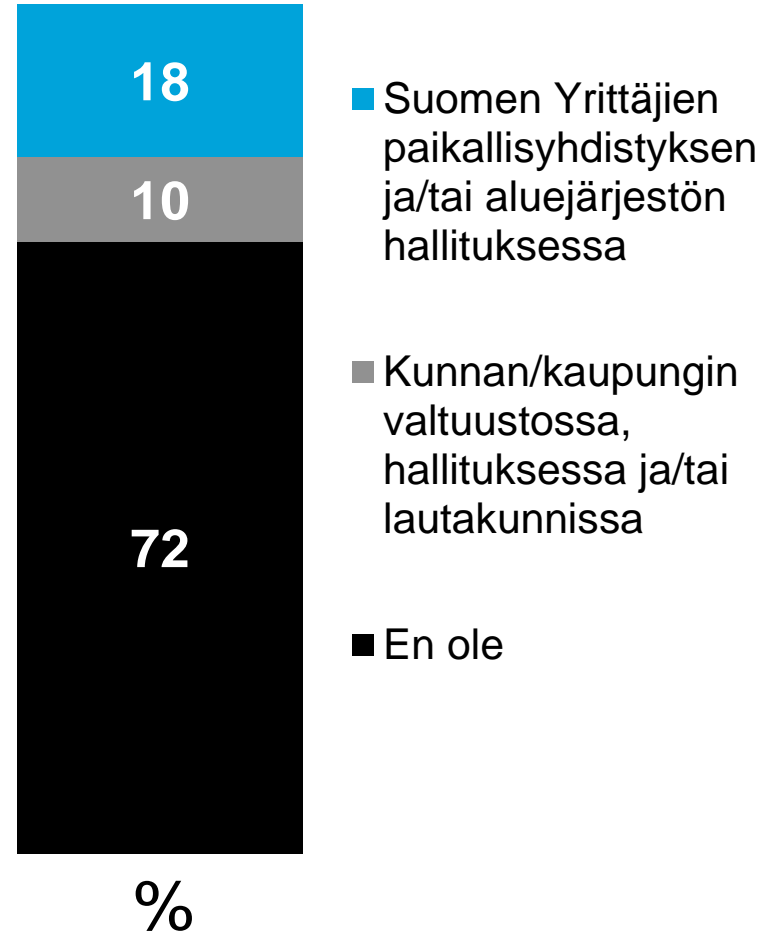 18
10
72
%
Suomen Yrittäjien
paikallisyhdistyksen
ja/tai aluejärjestön
hallituksessa
Kunnan/kaupungin
valtuustossa,
hallituksessa ja/tai
lautakunnissa
En ole